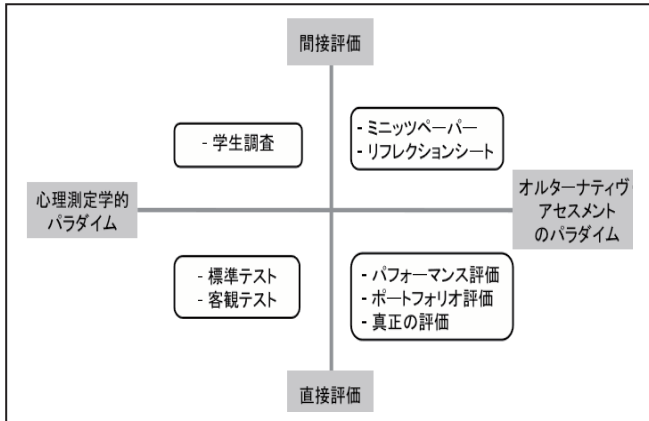 間接評価
- 学生調査
- ミニッツペーパー
- リフレクションシート
心理測定学的
パラダイム
オルターナティヴ・
アセスメント
のパラダイム
- 標準テスト
- 客観テスト
- パフォーマンス評価
- ポートフォリオ評価
- 真正の評価
直接評価